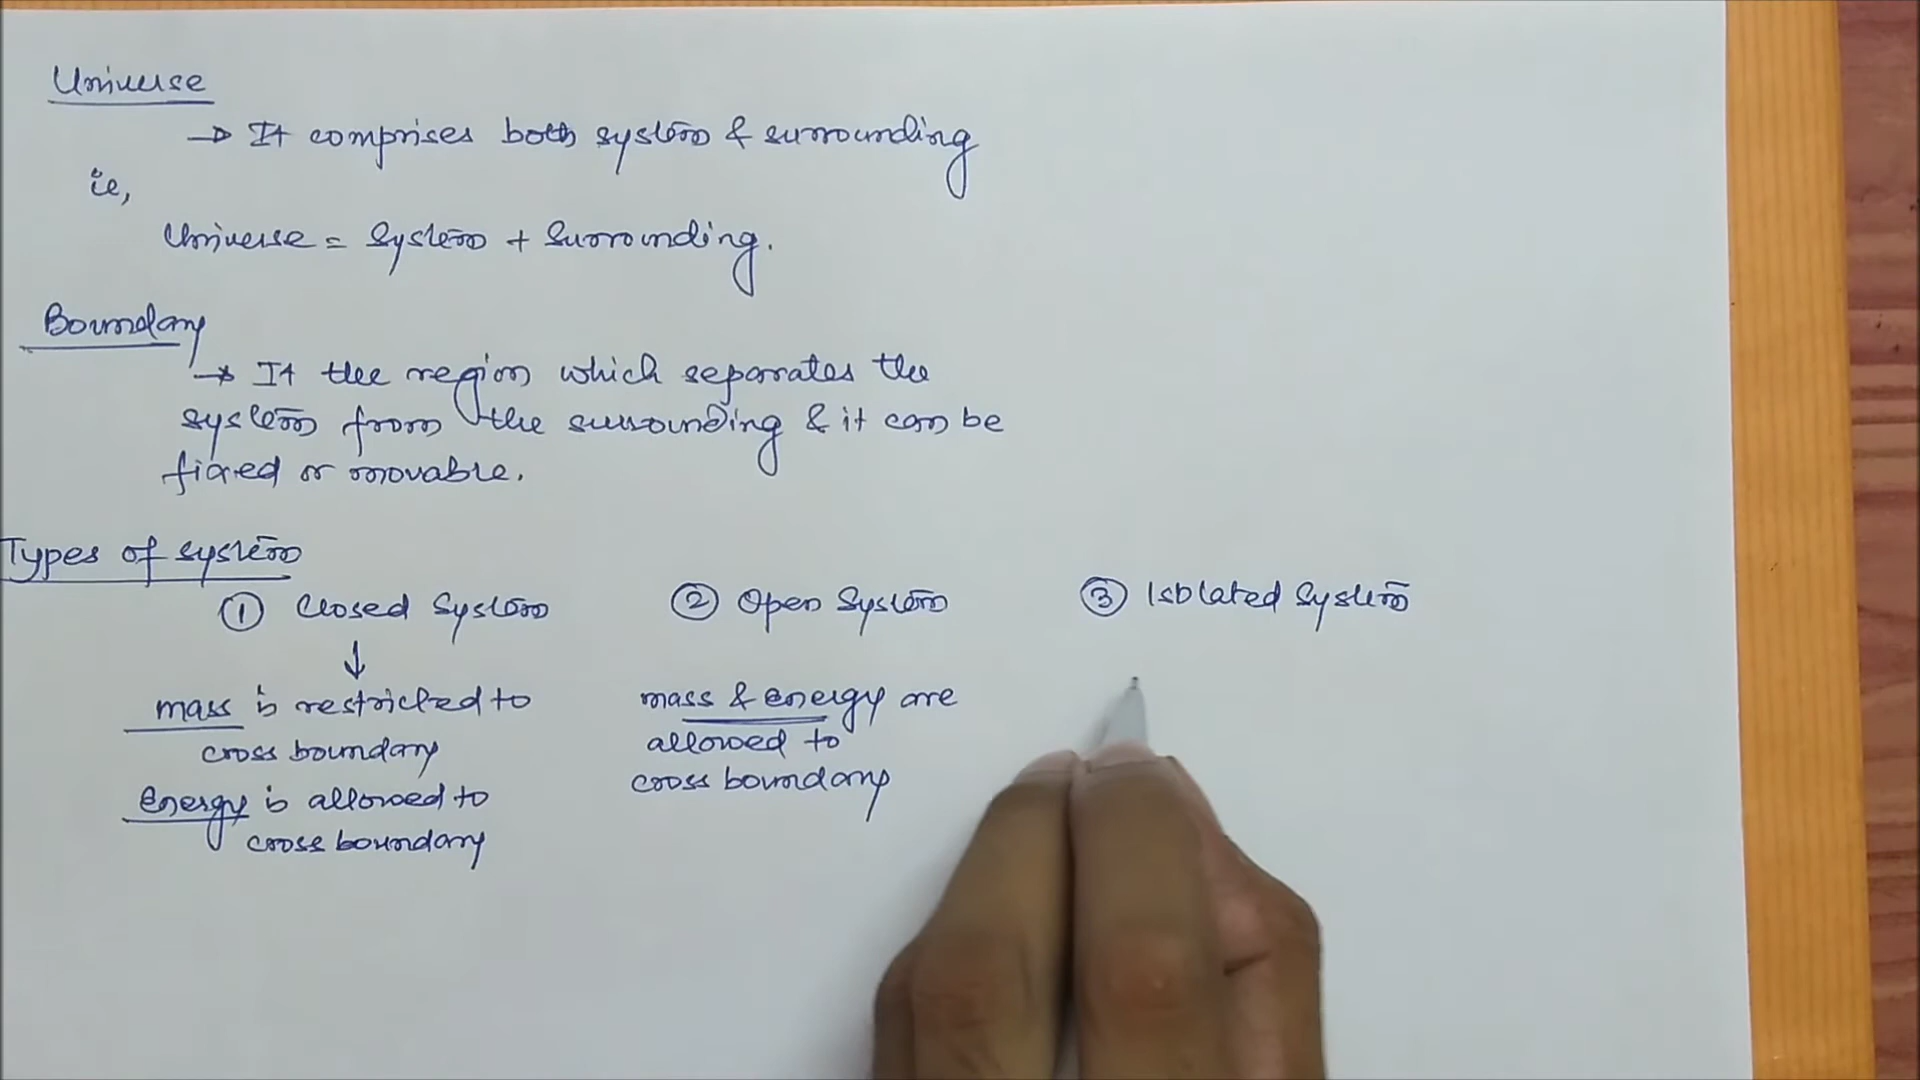 Universe
→ It comprises both system & surrounding
ie,
Universe = System + Surrounding.
Boundary
→ It the region which separates the
system from the surrounding & it can be
fixed or movable.
Types of system
① Closed System
② Open System
③ Isolated System
↓
mass is restricted to
cross boundary
Energy is allowed to
cross boundary
mass & energy are
allowed to
cross boundary